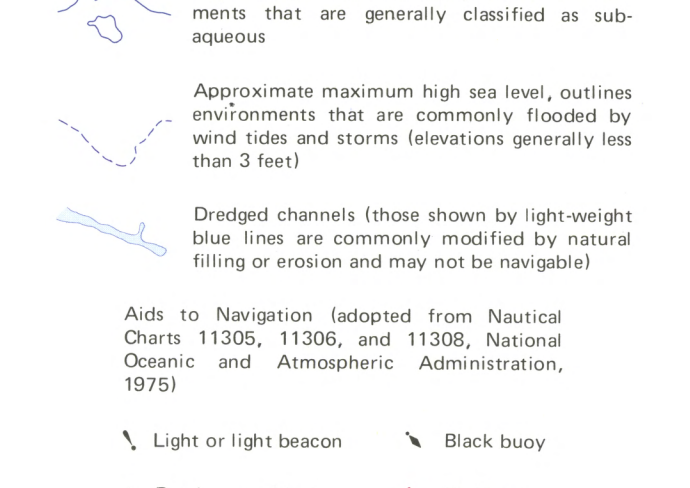 ments that are generally classified as sub-
aqueous
Approximate maximum high sea level, outlines
environments that are commonly flooded by
wind tides and storms (elevations generally less
than 3 feet)
Dredged channels (those shown by light-weight
blue lines are commonly modified by natural
filling or erosion and may not be navigable)
Aids to Navigation (adopted from Nautical
Charts 11305, 11306, and 11308, National
Oceanic and Atmospheric Administration,
1975)
Light or light beacon
Black buoy